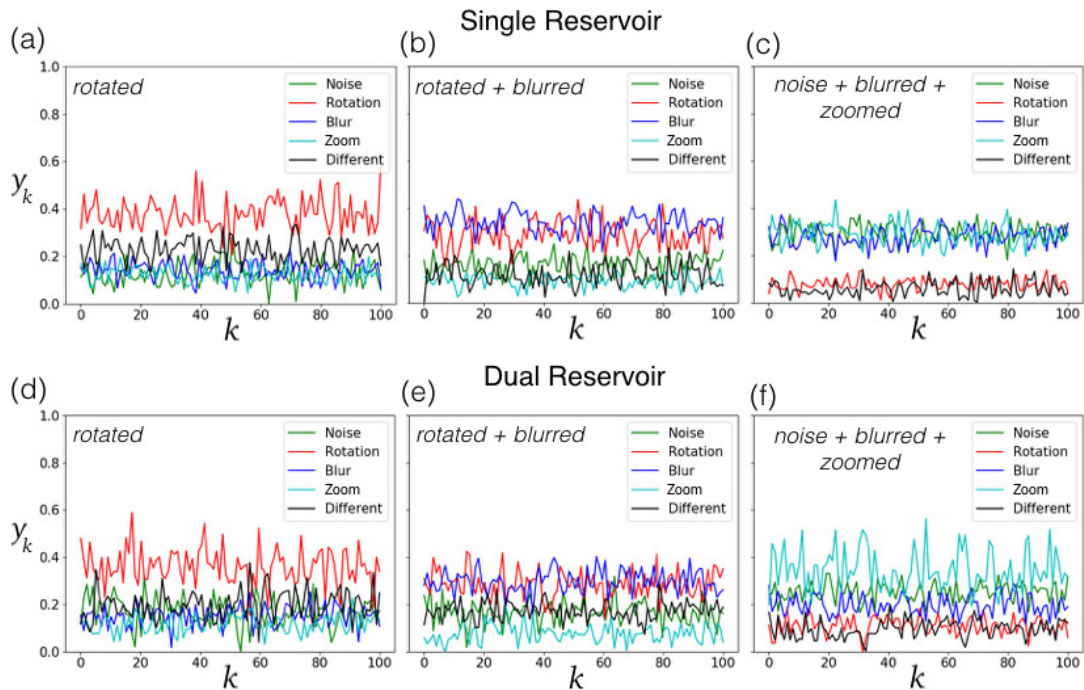 Single Reservoir
(a)
rotated
Noise
Rotation
Blur
Zoom
Different
1.0
0.8
0.6
0.4
0.2
0.0
0 20 40 60 80 100
y_k
k
(b)
rotated + blurred
Noise
Rotation
Blur
Zoom
Different
0 20 40 60 80 100
k
(c)
noise + blurred +
zoomed
Noise
Rotation
Blur
Zoom
Different
0 20 40 60 80 100
k
Dual Reservoir
(d)
rotated
Noise
Rotation
Blur
Zoom
Different
1.0
0.8
0.6
0.4
0.2
0.0
0 20 40 60 80 100
y_k
k
(e)
rotated + blurred
Noise
Rotation
Blur
Zoom
Different
0 20 40 60 80 100
k
(f)
noise + blurred +
zoomed
Noise
Rotation
Blur
Zoom
Different
0 20 40 60 80 100
k